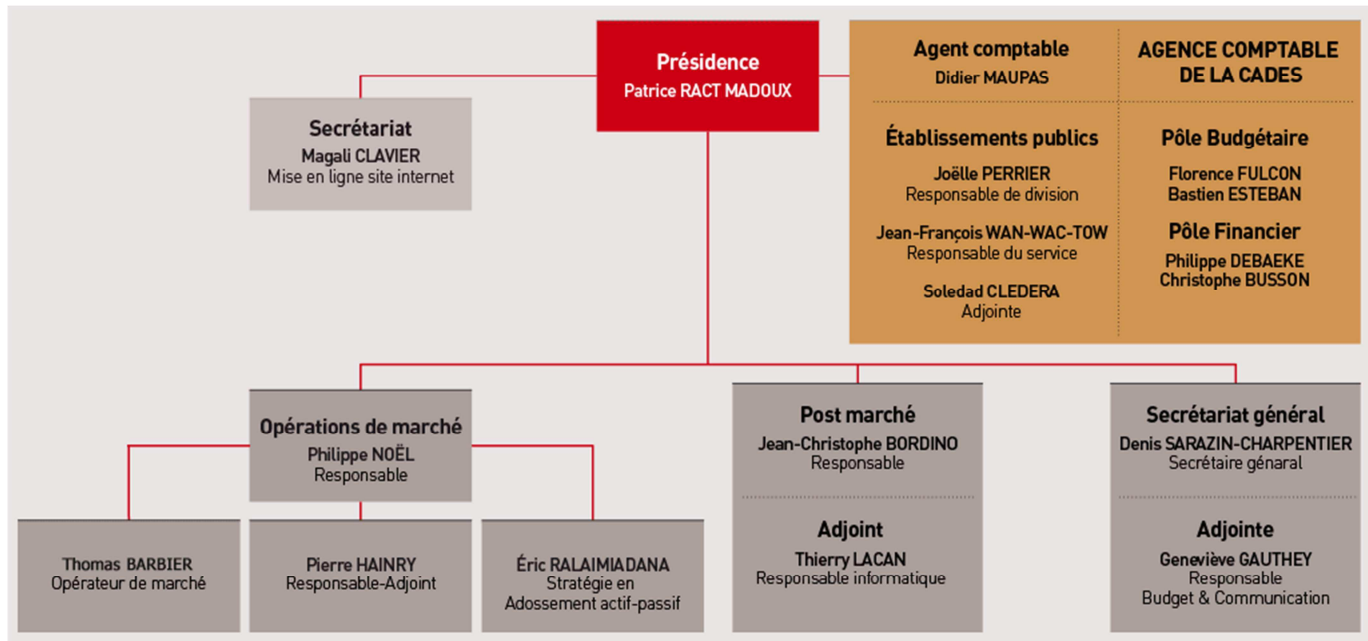 Présidence
Patrice RACT MADOUX
Secrétariat
Magali CLAVIER
Mise en ligne site internet
Agent comptable
Didier MAUPAS
AGENCE COMPTABLE
DE LA CADES
Établissements publics
Joëlle PERRIER
Responsable de division
Jean-François WAN-WAC-TOW
Responsable du service
Soledad CLEDERA
Adjointe
Pôle Budgétaire
Florence FULCON
Bastien ESTEBAN
Pôle Financier
Philippe DEBAEKE
Christophe BUSSON
Opérations de marché
Philippe NOËL
Responsable
Thomas BARBIER
Opérateur de marché
Pierre HAINRY
Responsable-Adjoint
Éric RALAIMIADANA
Stratégie en
Adossement actif-passif
Post marché
Jean-Christophe BORDINO
Responsable
Adjoint
Thierry LACAN
Responsable informatique
Secrétariat général
Denis SARAZIN-CHARPENTIER
Secrétaire génaral
Adjointe
Geneviève GAUTHEY
Responsable
Budget & Communication